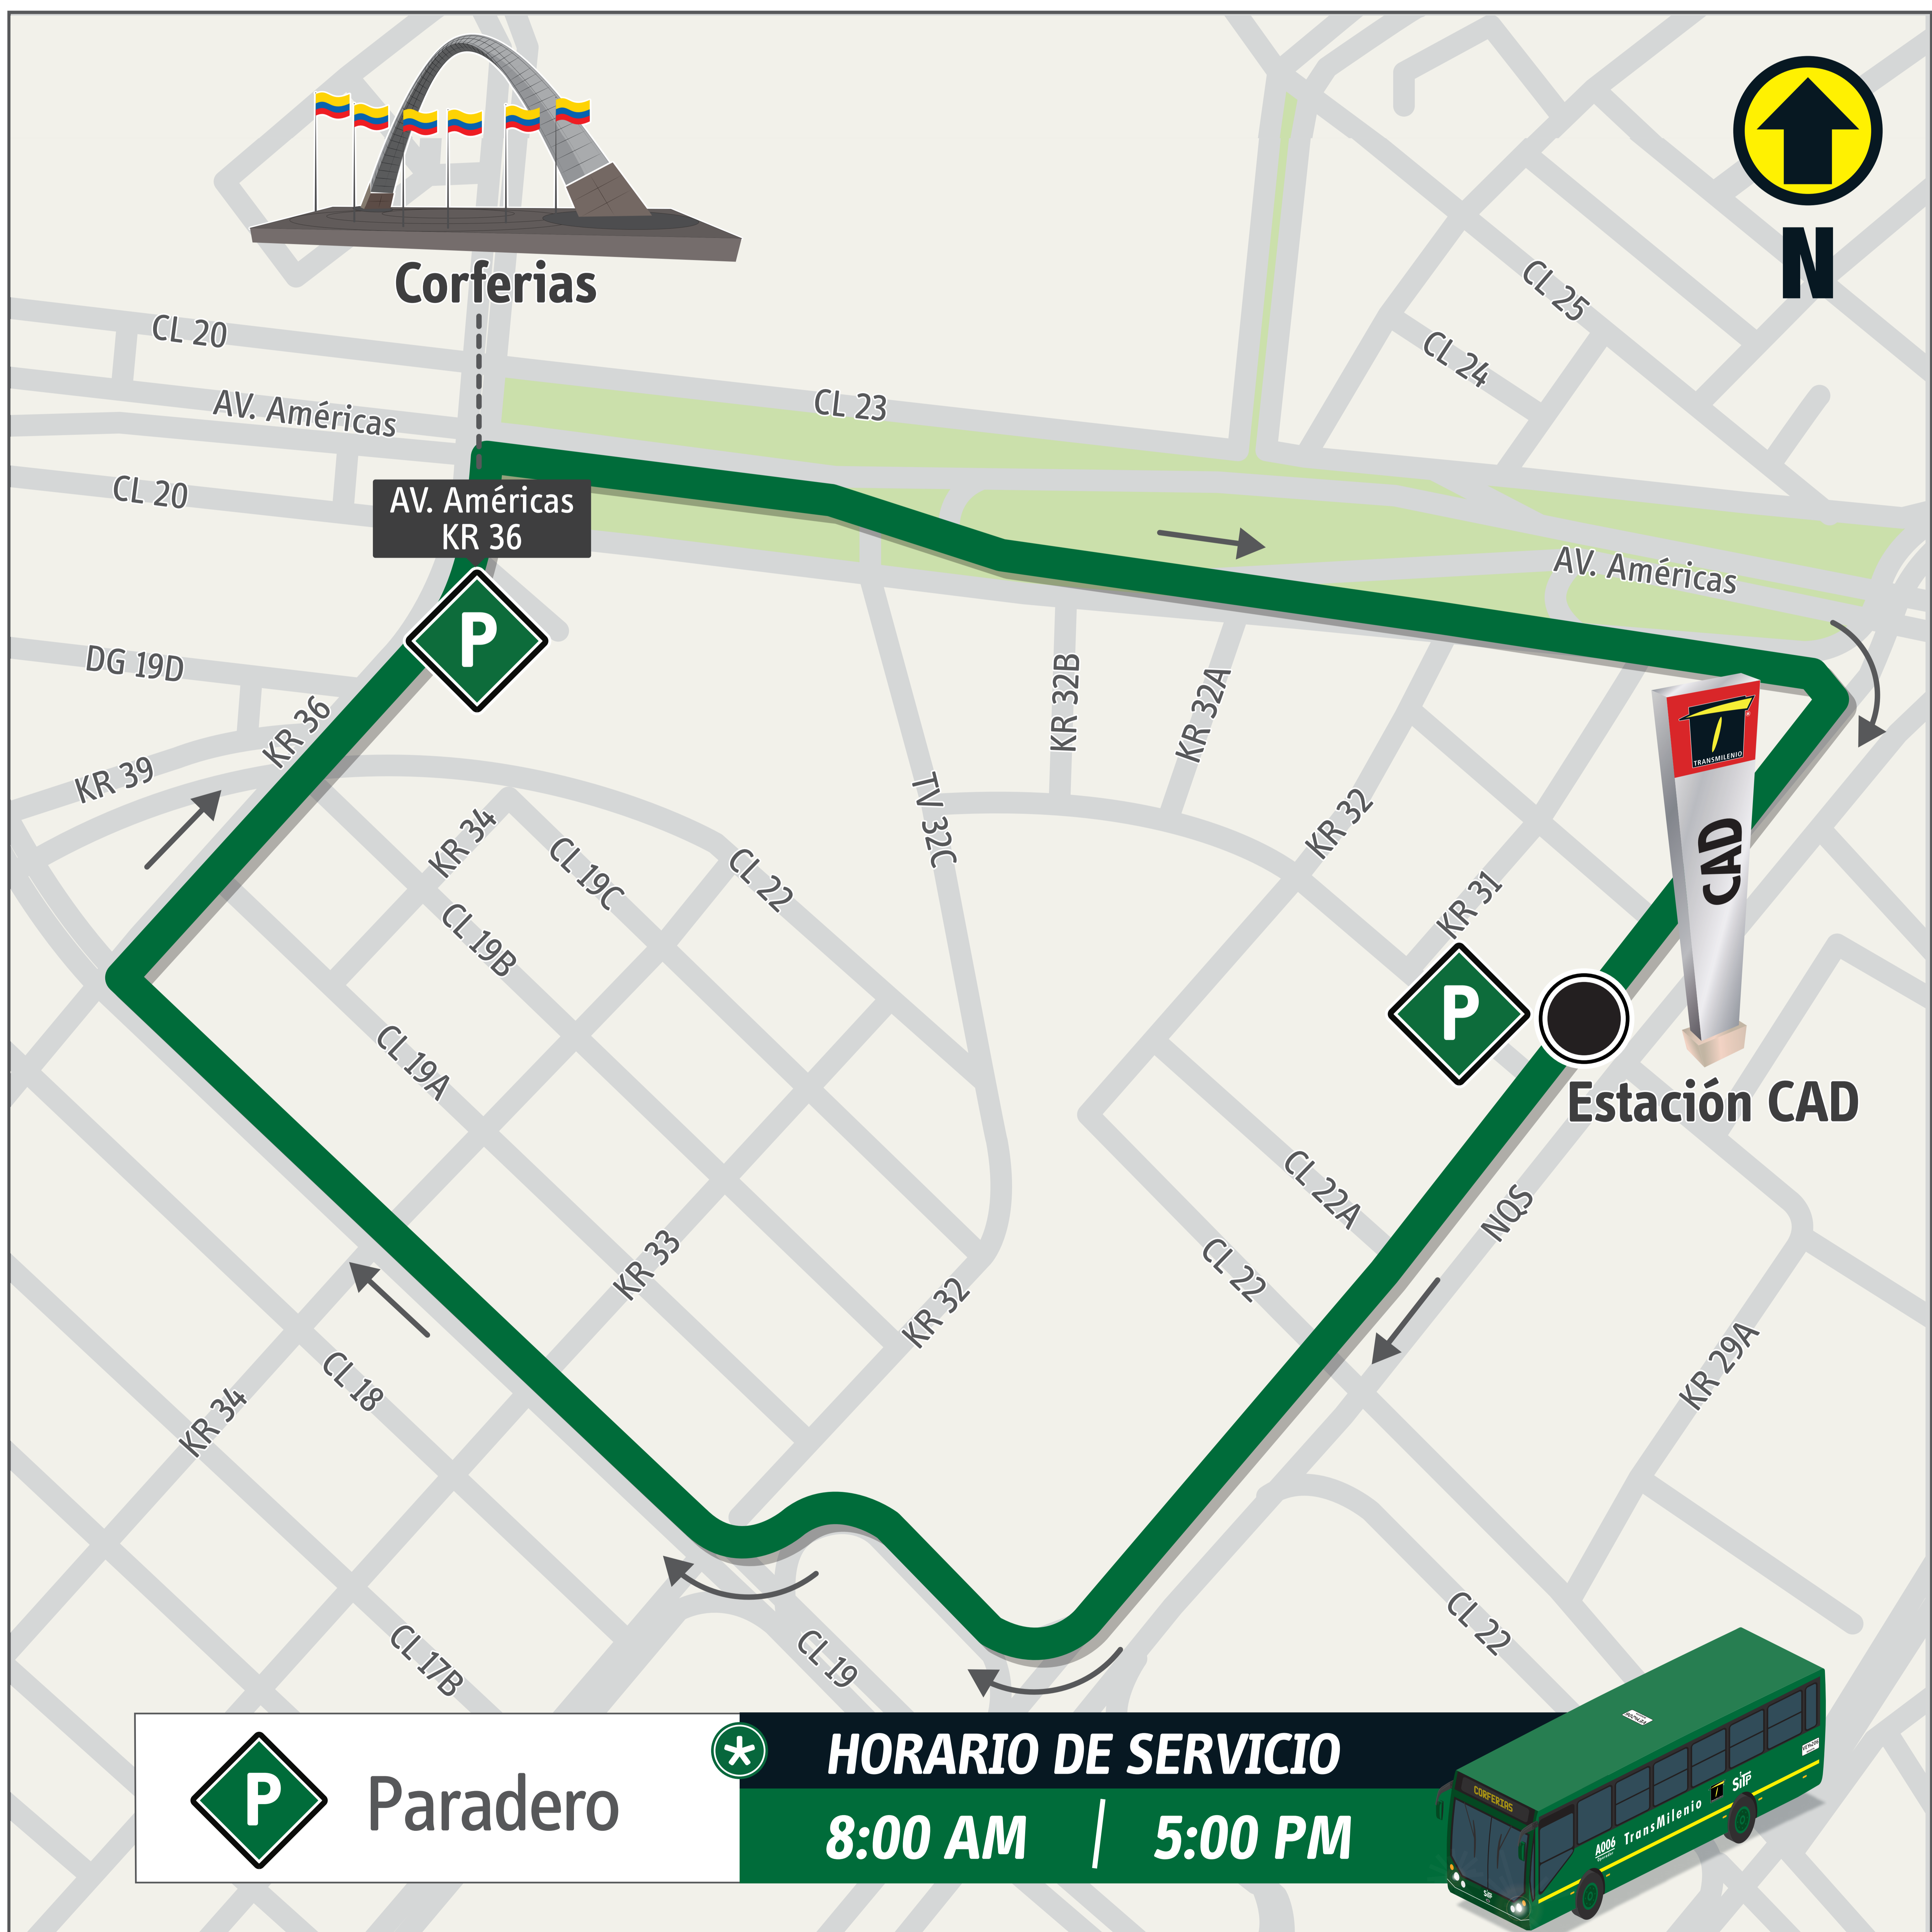 N
Corferias
CL 20
CL 25
CL 24
AV. Américas
CL 23
CL 20
AV. Américas
KR 36
AV. Américas
P
DG 19D
KR 36
KR 32B
KR 32A
TRANSMILENIO
KR 39
KR 34
CL 19C
CL 22
TV 32C
KR 32
CAD
CL 19B
KR 31
P
CL 19A
Estación CAD
CL 22A
NQS
KR 33
CL 22
KR 32
KR 29A
CL 18
KR 34
CL 22
CL 17B
CL 19
P Paradero
* HORARIO DE SERVICIO
8:00 AM / 5:00 PM
CORFERIAS
SiTP
A006 TransMilenio
SiTP